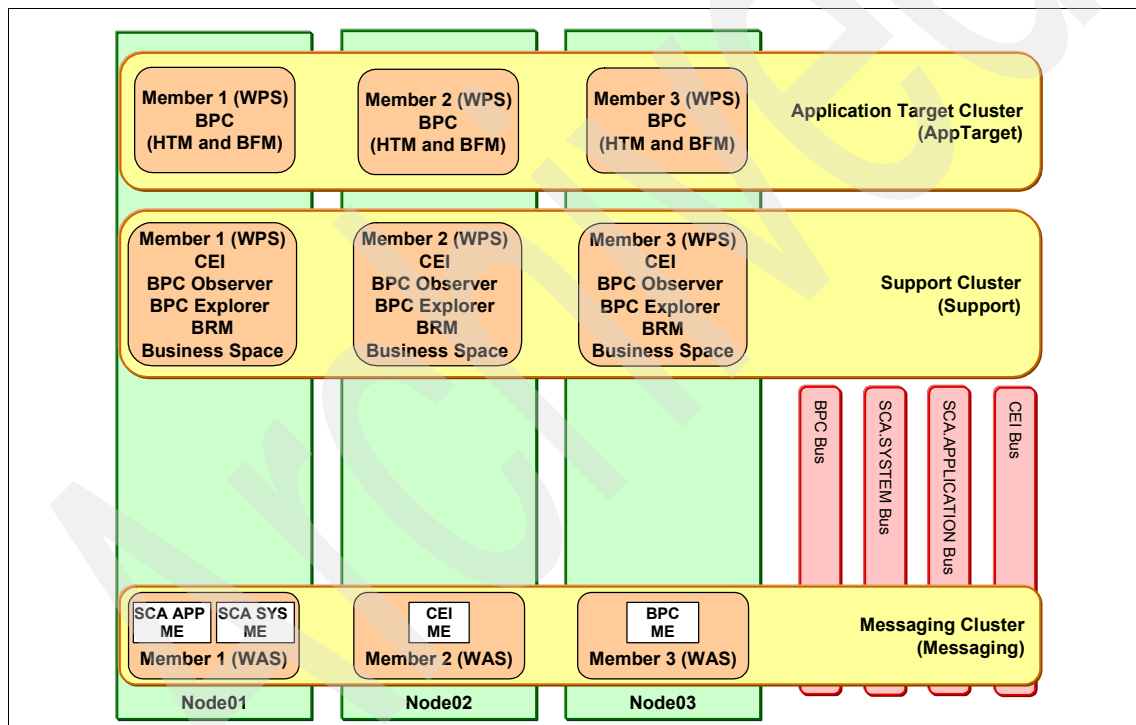 Member 1 (WPS)
BPC
(HTM and BFM)
Member 2 (WPS)
BPC
(HTM and BFM)
Member 3 (WPS)
BPC
(HTM and BFM)
Application Target Cluster
(AppTarget)
Member 1 (WPS)
CEI
BPC Observer
BPC Explorer
BRM
Business Space
Member 2 (WPS)
CEI
BPC Observer
BPC Explorer
BRM
Business Space
Member 3 (WPS)
CEI
BPC Observer
BPC Explorer
BRM
Business Space
Support Cluster
(Support)
BPC Bus
SCA.SYSTEM Bus
SCA.APPLICATION Bus
CEI Bus
SCA APP
ME
SCA SYS
ME
Member 1 (WAS)
CEI
ME
Member 2 (WAS)
BPC
ME
Member 3 (WAS)
Messaging Cluster
(Messaging)
Node01
Node02
Node03
Archived